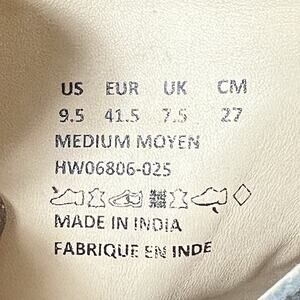 US EUR UK CM
9.5 41.5 7.5 27
MEDIUM MOYEN
HW06806-025
MADE IN INDIA
FABRIQUE EN INDE